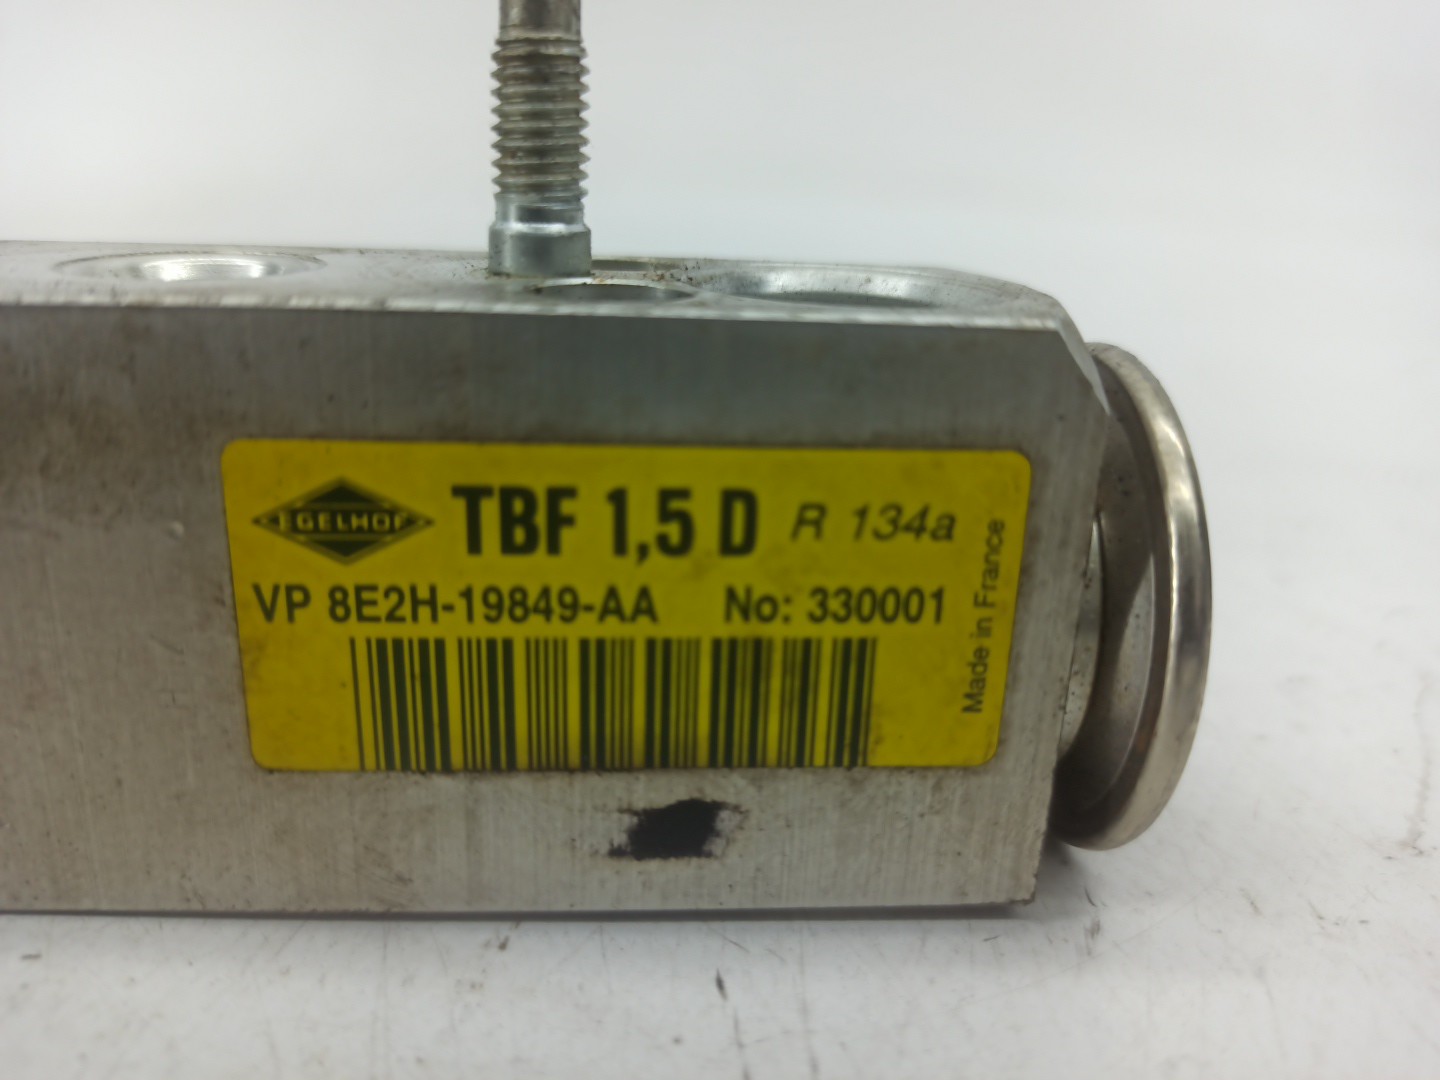 EGELHOF TBF 1,5 D R 134a
VP 8E2H-19849-AA No: 330001
Made in France